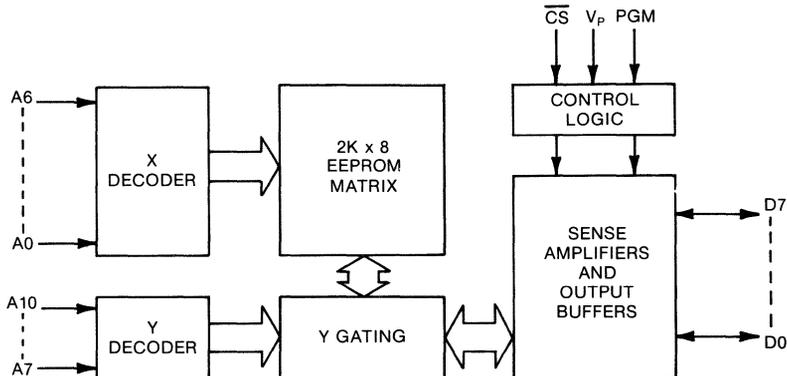 C̅S̅ Vₚ PGM
A6
CONTROL
LOGIC
X
DECODER
2K x 8
EEPROM
MATRIX
A0
D7
SENSE
AMPLIFIERS
AND
OUTPUT
BUFFERS
A10
Y
DECODER
Y GATING
A7
D0